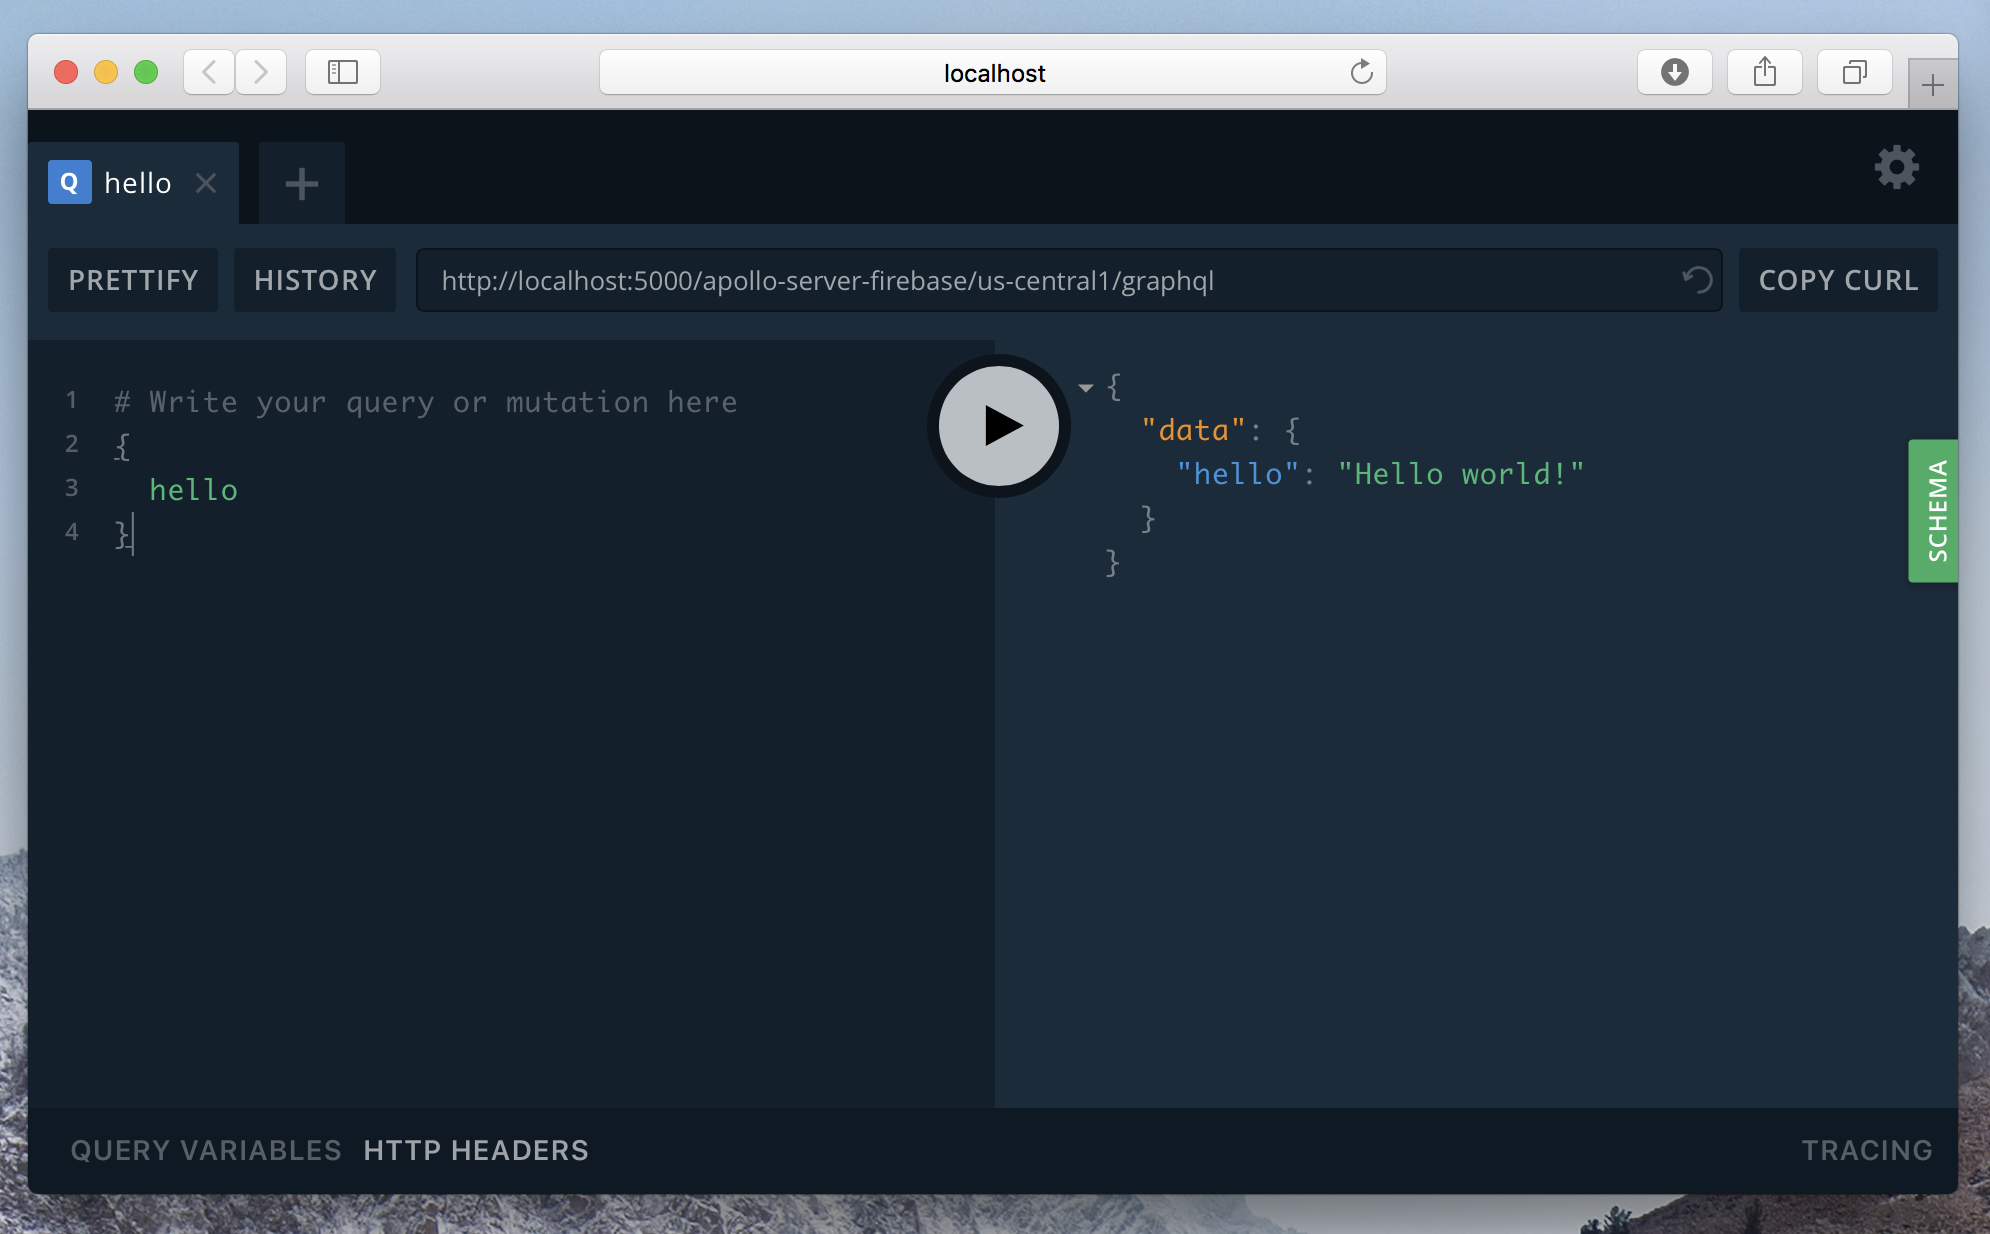 localhost
Q hello
PRETTIFY HISTORY http://localhost:5000/apollo-server-firebase/us-central1/graphql COPY CURL
1 # Write your query or mutation here
2 {
3 hello
4 }
{
"data": {
"hello": "Hello world!"
}
}
SCHEMA
QUERY VARIABLES HTTP HEADERS TRACING